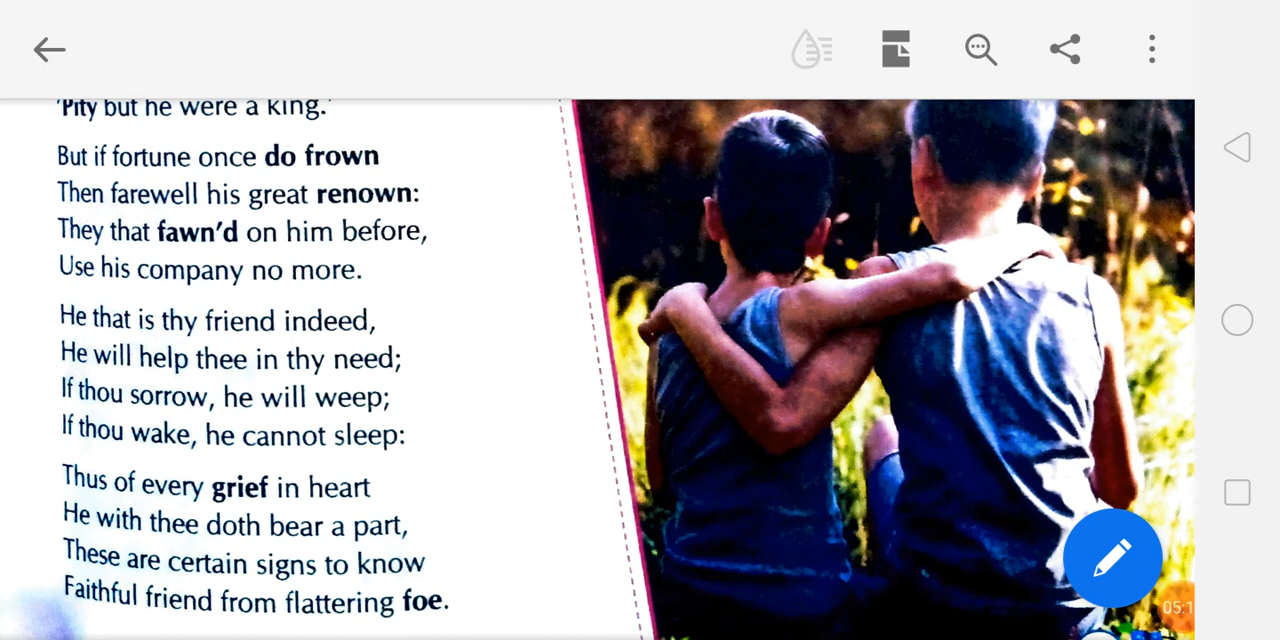 'Pity but he were a king.'
But if fortune once do frown
Then farewell his great renown:
They that fawn'd on him before,
Use his company no more.
He that is thy friend indeed,
He will help thee in thy need;
If thou sorrow, he will weep;
If thou wake, he cannot sleep:
Thus of every grief in heart
He with thee doth bear a part,
These are certain signs to know
Faithful friend from flattering foe.
05:1